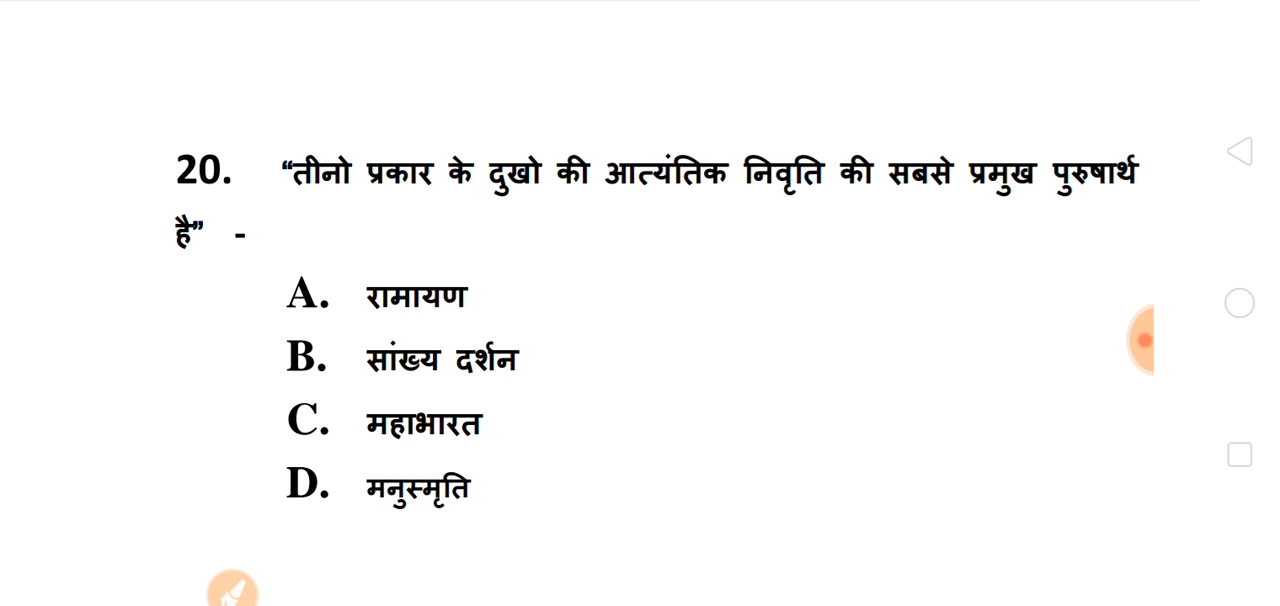 20. “तीनो प्रकार के दुखो की आत्यंतिक निवृति की सबसे प्रमुख पुरुषार्थ
है” -
A. रामायण
B. सांख्य दर्शन
C. महाभारत
D. मनुस्मृति